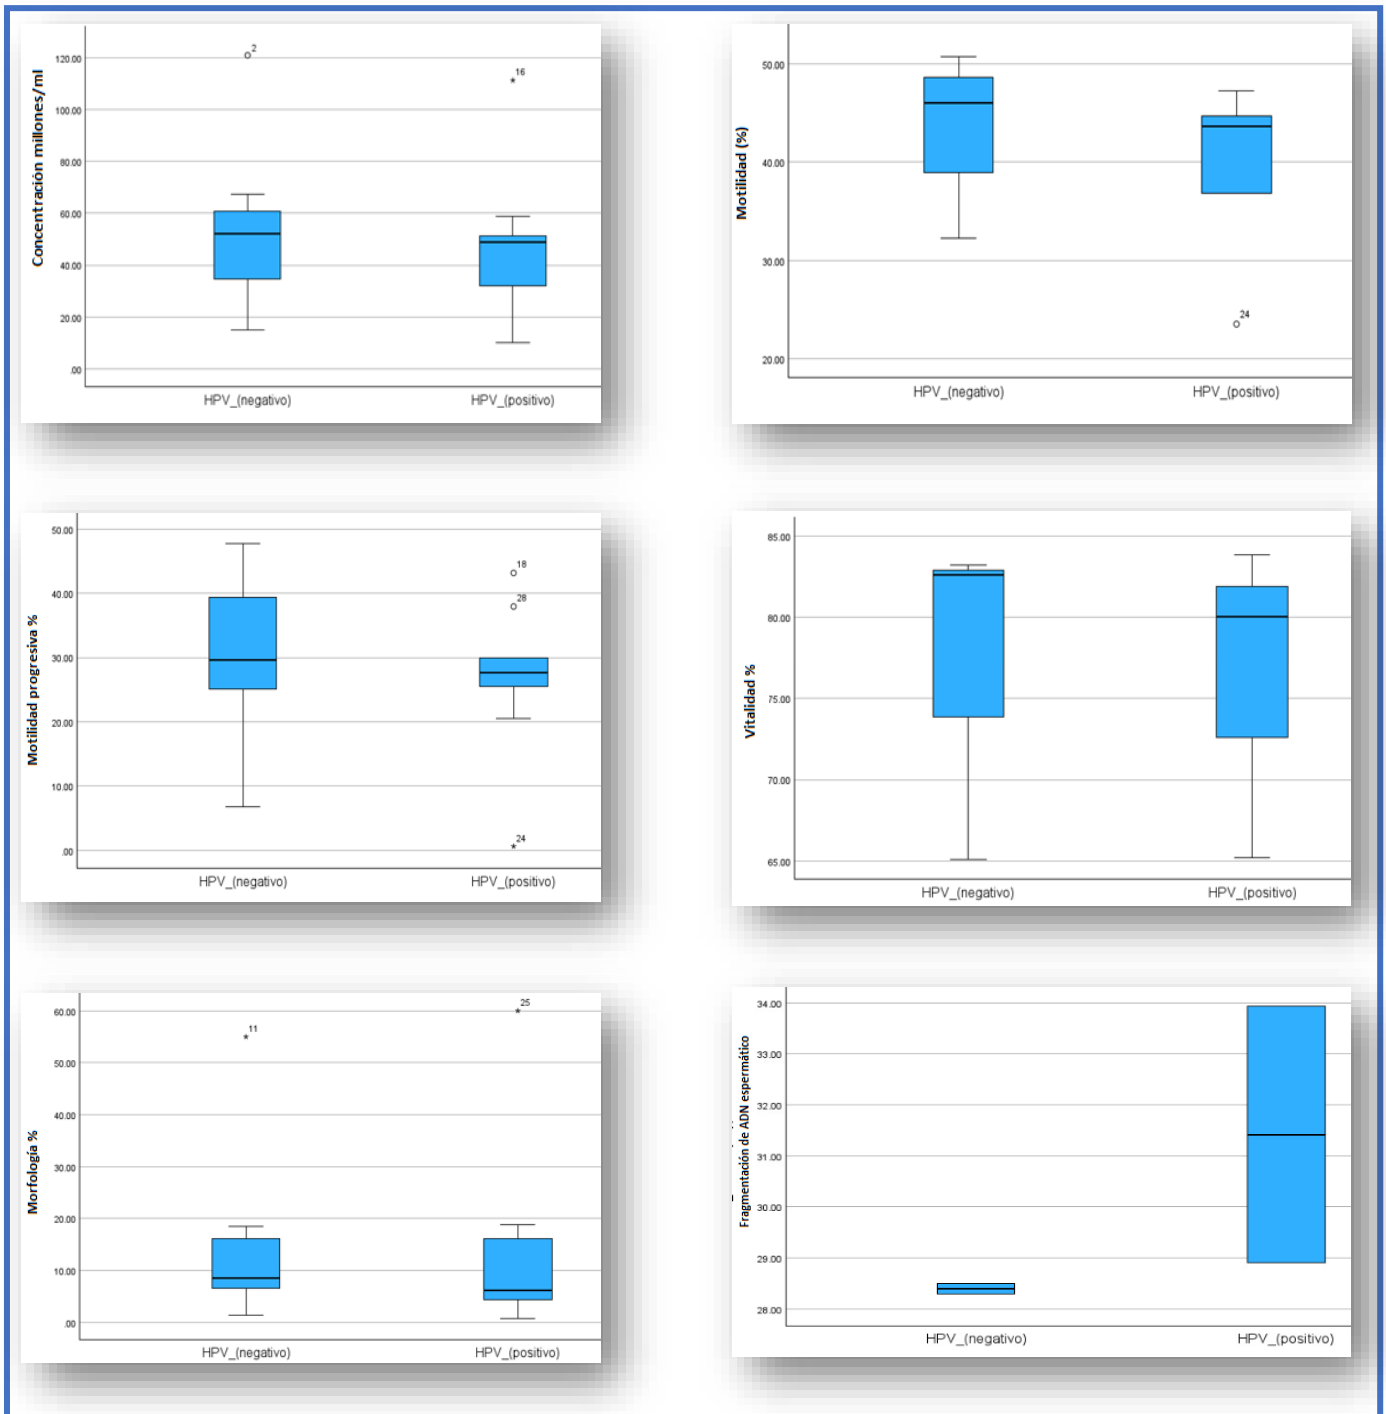 Concentración millones/ml
120.00
100.00
80.00
60.00
40.00
20.00
.00
2
16
HPV_(negativo)
HPV_(positivo)
Motilidad (%)
50.00
40.00
30.00
20.00
24
HPV_(negativo)
HPV_(positivo)
Motilidad progresiva %
50.00
40.00
30.00
20.00
10.00
.00
18
28
24
HPV_(negativo)
HPV_(positivo)
Vitalidad %
85.00
80.00
75.00
70.00
65.00
HPV_(negativo)
HPV_(positivo)
Morfología %
60.00
50.00
40.00
30.00
20.00
10.00
.00
11
25
HPV_(negativo)
HPV_(positivo)
Fragmentación de ADN espermático
34.00
33.00
32.00
31.00
30.00
29.00
28.00
HPV_(negativo)
HPV_(positivo)